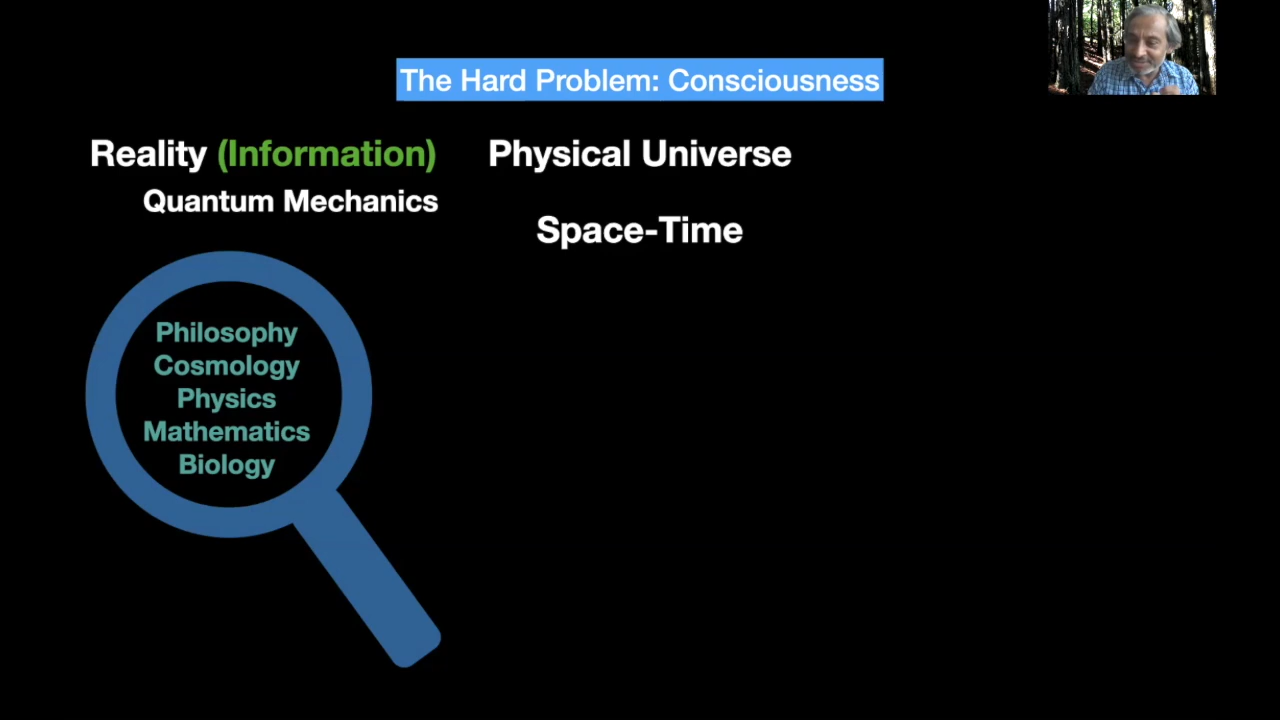 The Hard Problem: Consciousness
Reality (Information)
Quantum Mechanics
Physical Universe
Space-Time
Philosophy
Cosmology
Physics
Mathematics
Biology